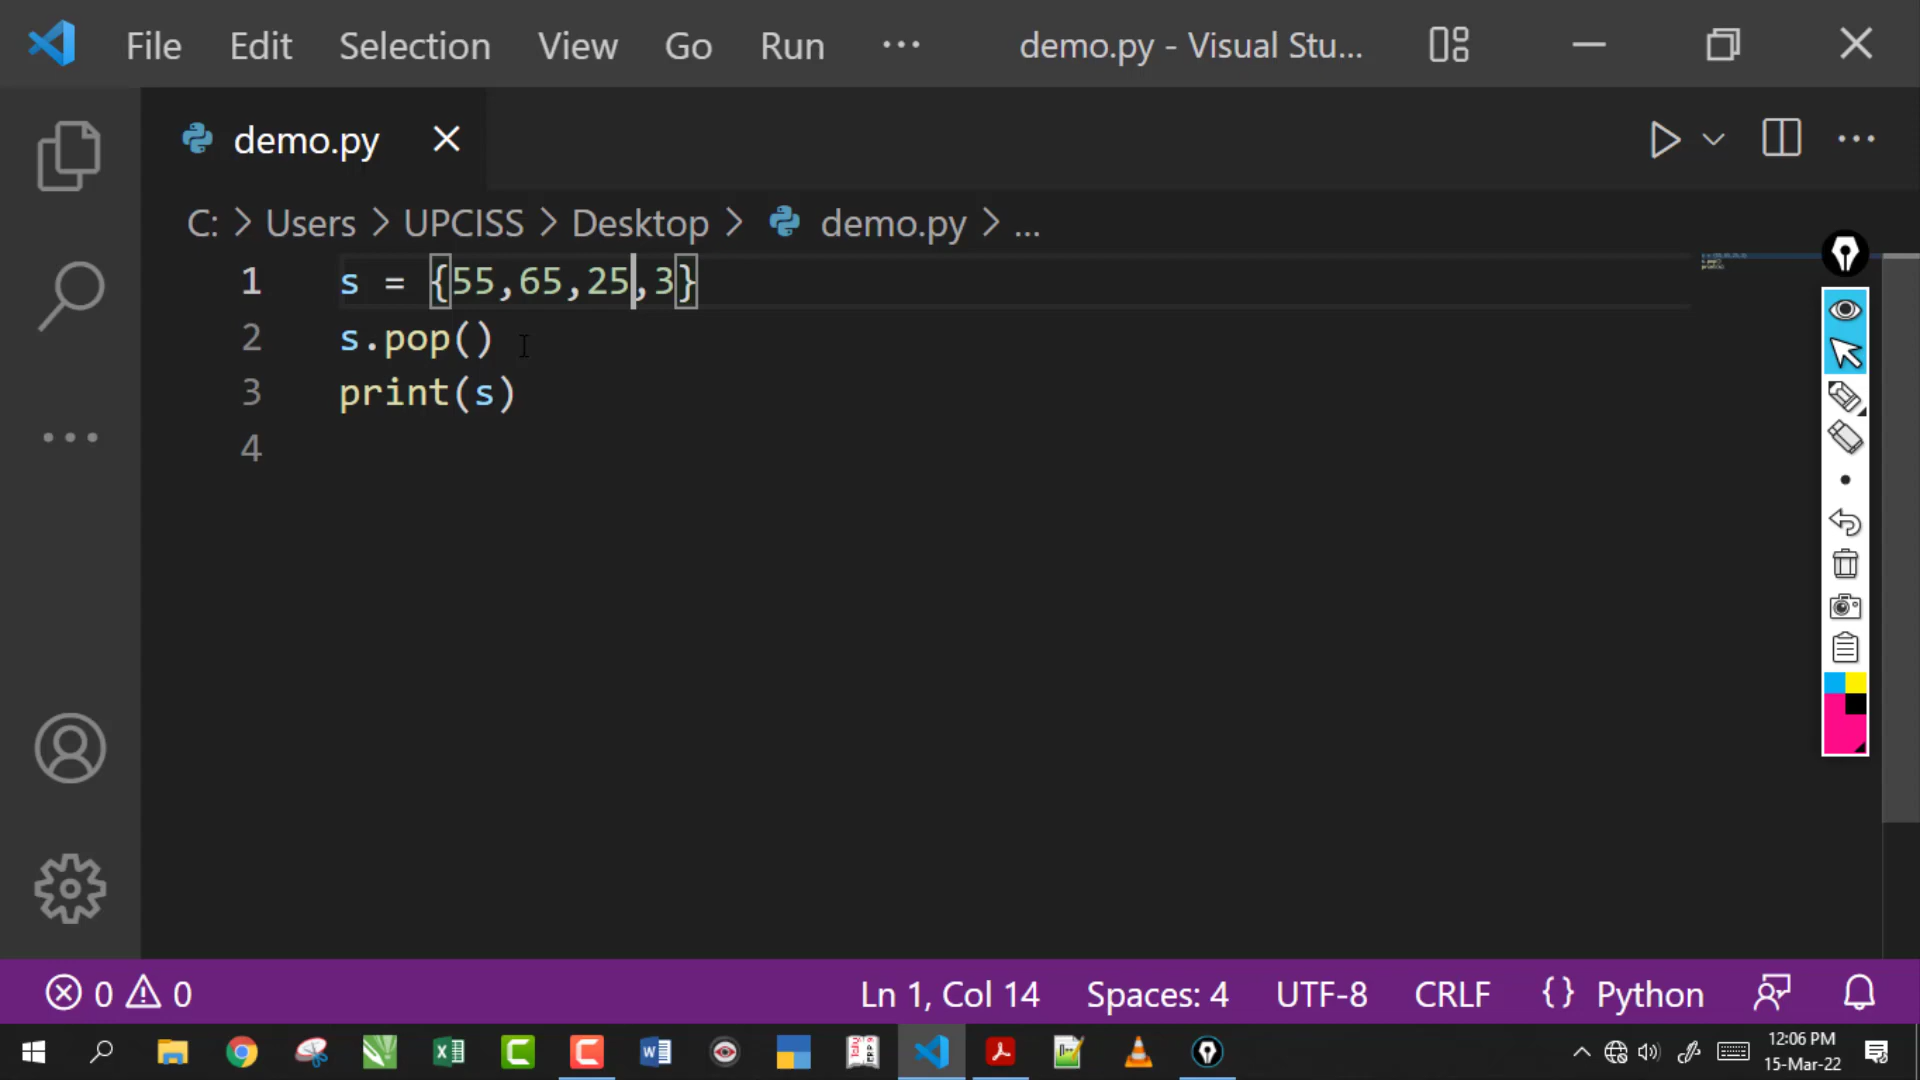 File Edit Selection View Go Run ··· demo.py - Visual Stu...
demo.py
C: > Users > UPCISS > Desktop > demo.py > ...
1 s = {55,65,25,3}
2 s.pop()
3 print(s)
4
0 0 Ln 1, Col 14 Spaces: 4 UTF-8 CRLF {} Python
12:06 PM
15-Mar-22